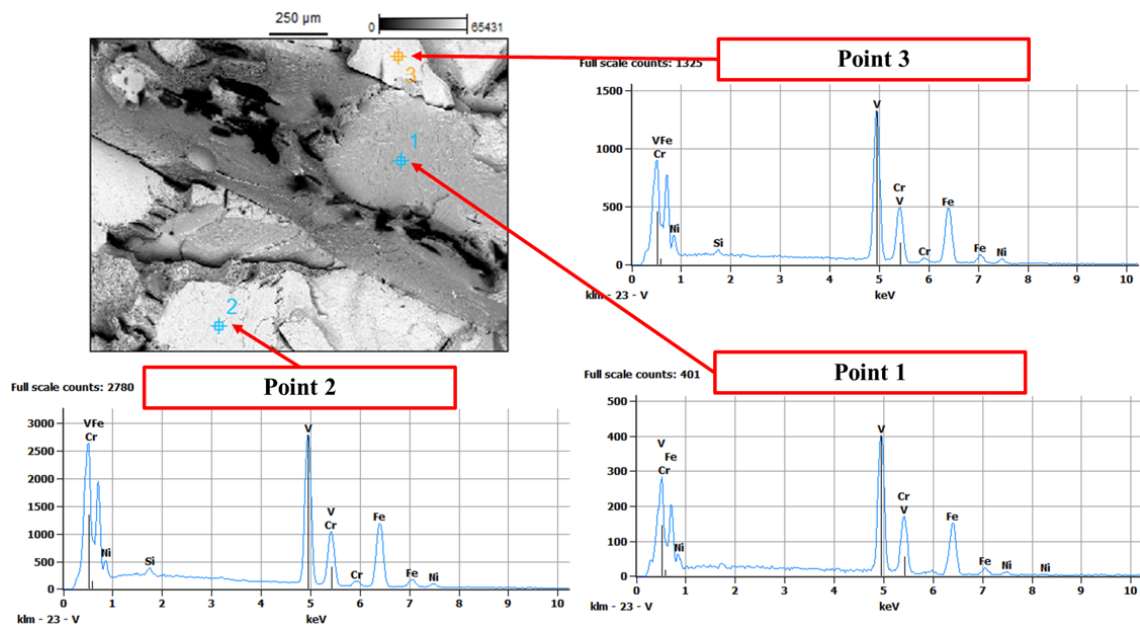 250 µm
0 65431
3
1
2
Point 3
Full scale counts: 1325
1500
1000
500
0
V Fe
Cr
Ni
Si
V
Cr
V
Cr
Fe
Fe
Ni
0 1 2 3 4 5 6 7 8 9 10
klm - 23 - V
keV
Point 2
Full scale counts: 2780
3000
2500
2000
1500
1000
500
0
V Fe
Cr
Ni
Si
V
V
Cr
Cr
Fe
Fe
Ni
0 1 2 3 4 5 6 7 8 9 10
klm - 23 - V
keV
Point 1
Full scale counts: 401
500
400
300
200
100
0
V
Fe
Cr
Ni
V
Cr
V
Fe
Fe
Ni
Ni
0 1 2 3 4 5 6 7 8 9 10
klm - 23 - V
keV